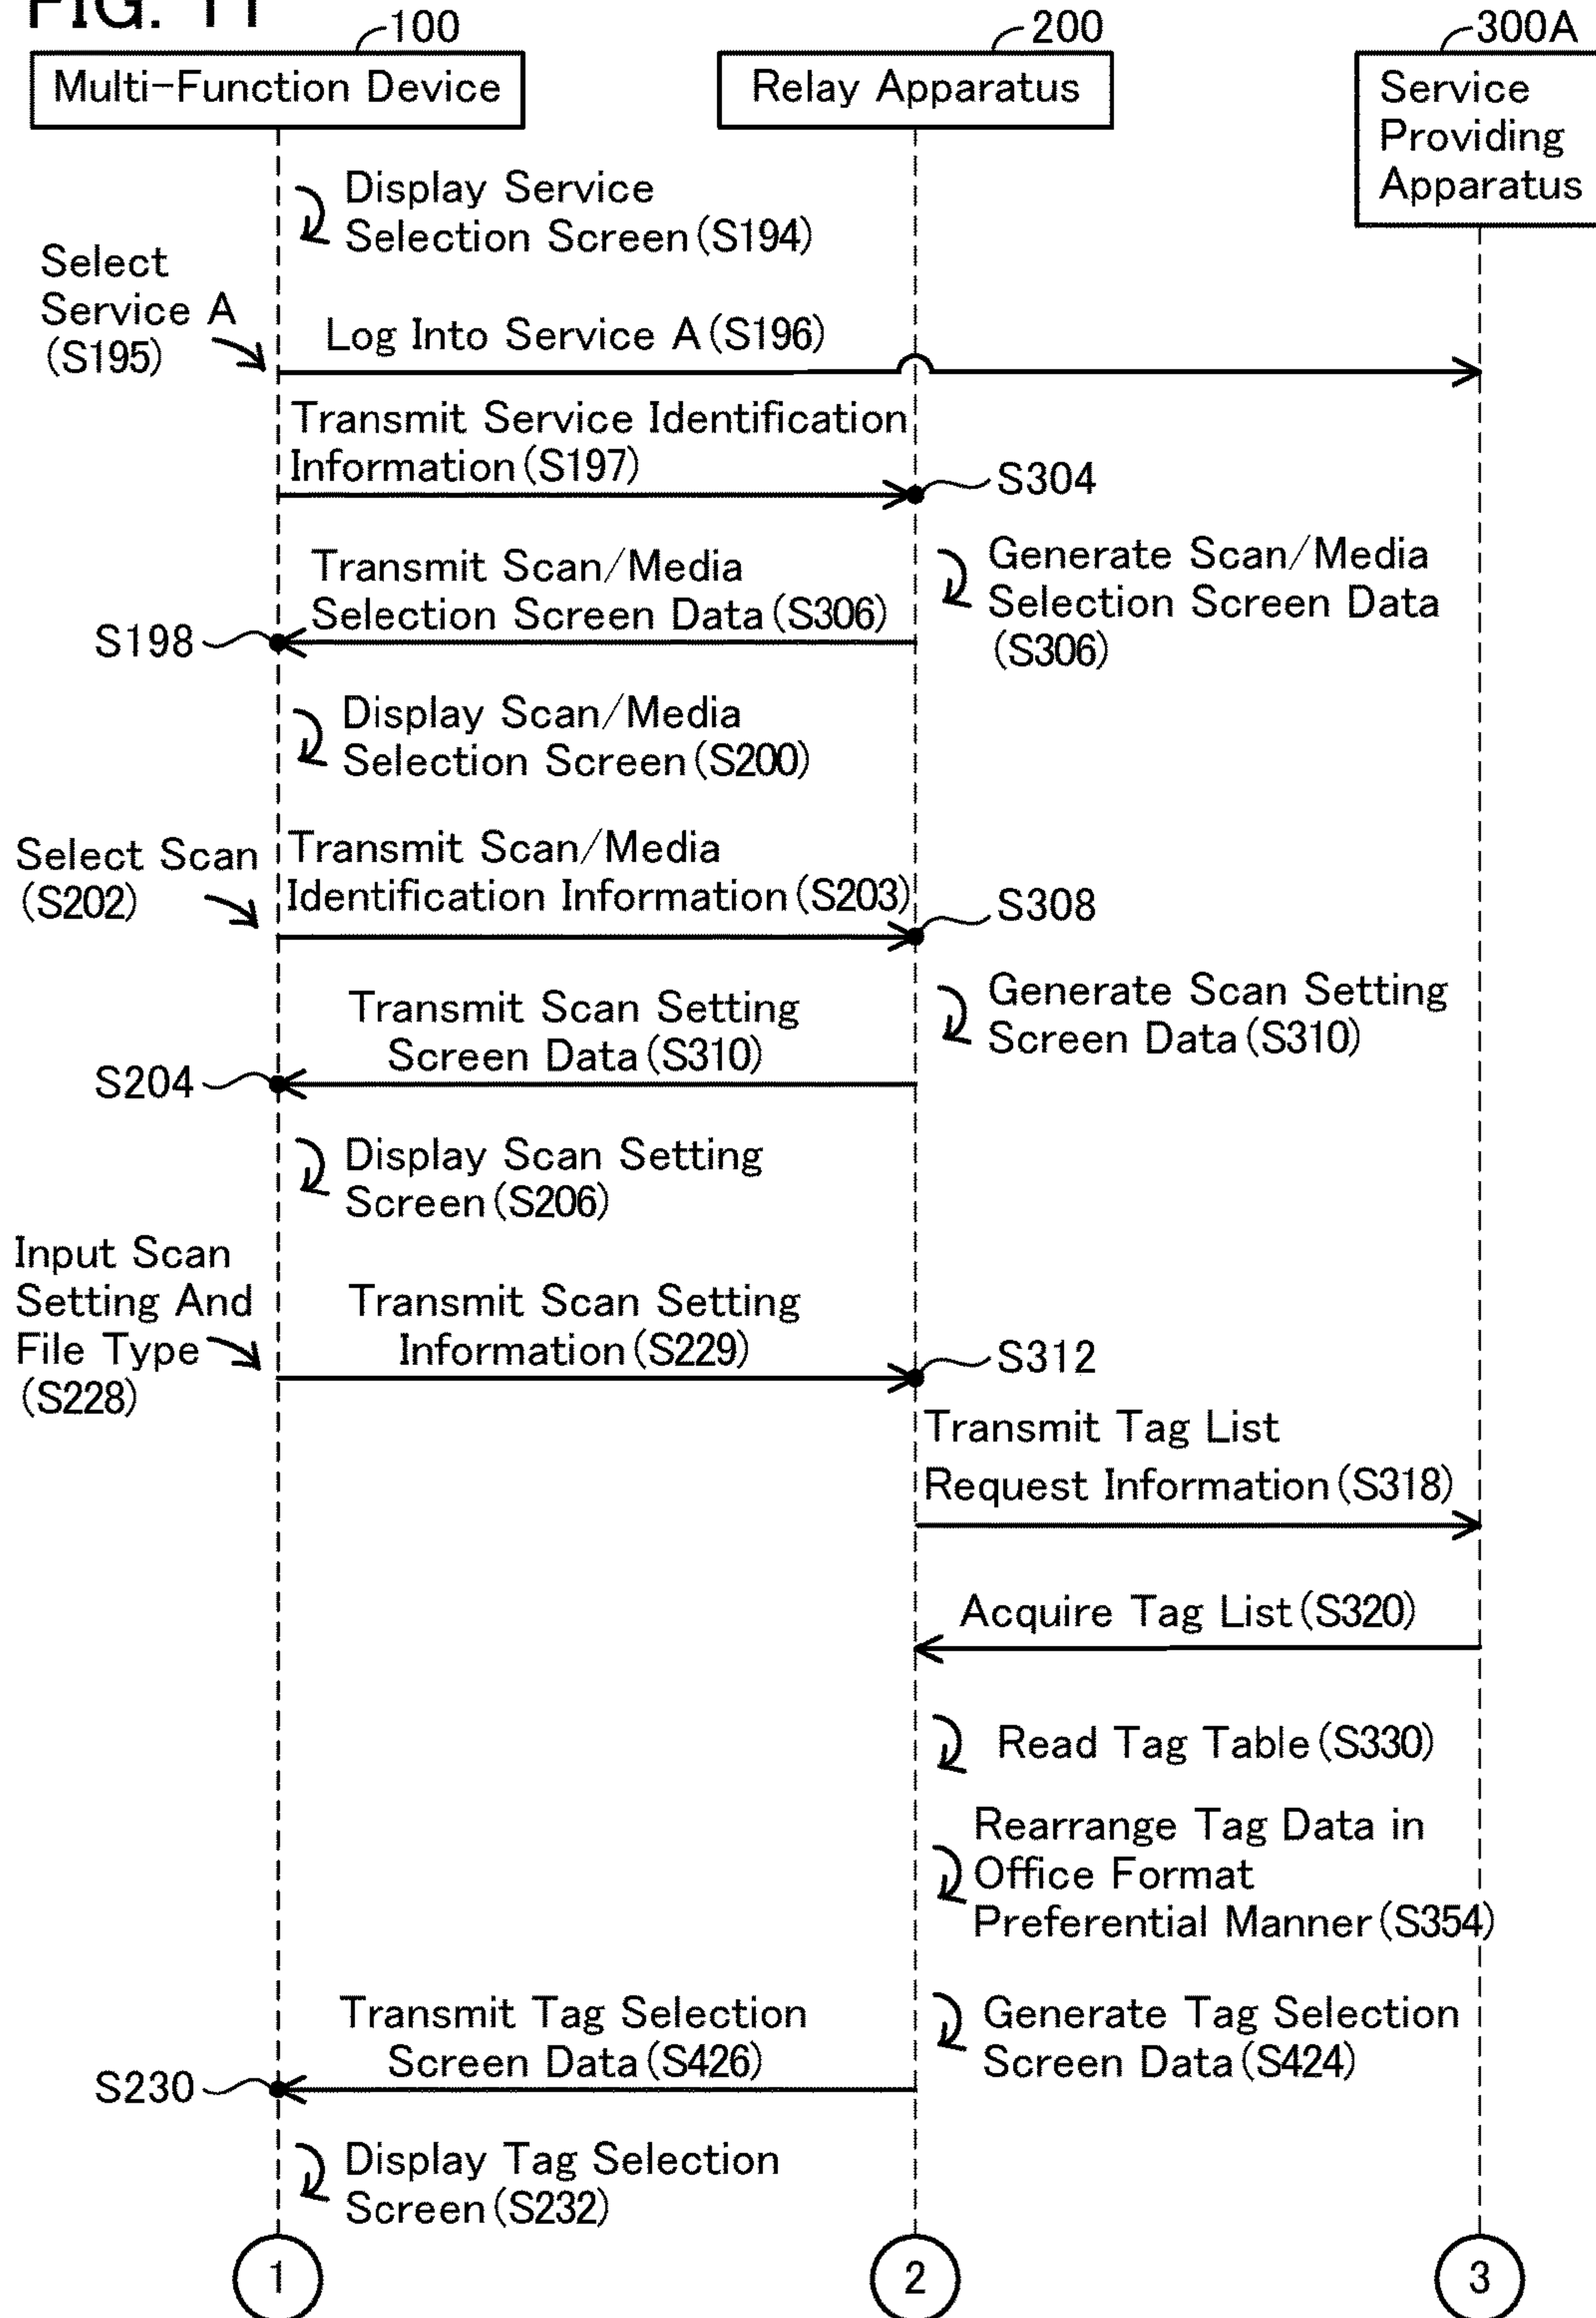 FIG. 11
100
200
300A
Multi-Function Device
Relay Apparatus
Service
Providing
Apparatus
Display Service
Selection Screen(S194)
Select
Service A
(S195)
Log Into Service A(S196)
Transmit Service Identification
Information(S197)
S304
Transmit Scan/Media
Selection Screen Data(S306)
Generate Scan/Media
Selection Screen Data
(S306)
S198
Display Scan/Media
Selection Screen(S200)
Select Scan
(S202)
Transmit Scan/Media
Identification Information(S203)
S308
Transmit Scan Setting
Screen Data(S310)
Generate Scan Setting
Screen Data(S310)
S204
Display Scan Setting
Screen(S206)
Input Scan
Setting And
File Type
(S228)
Transmit Scan Setting
Information(S229)
S312
Transmit Tag List
Request Information(S318)
Acquire Tag List(S320)
Read Tag Table(S330)
Rearrange Tag Data in
Office Format
Preferential Manner(S354)
Transmit Tag Selection
Screen Data(S426)
Generate Tag Selection
Screen Data(S424)
S230
Display Tag Selection
Screen(S232)
1
2
3